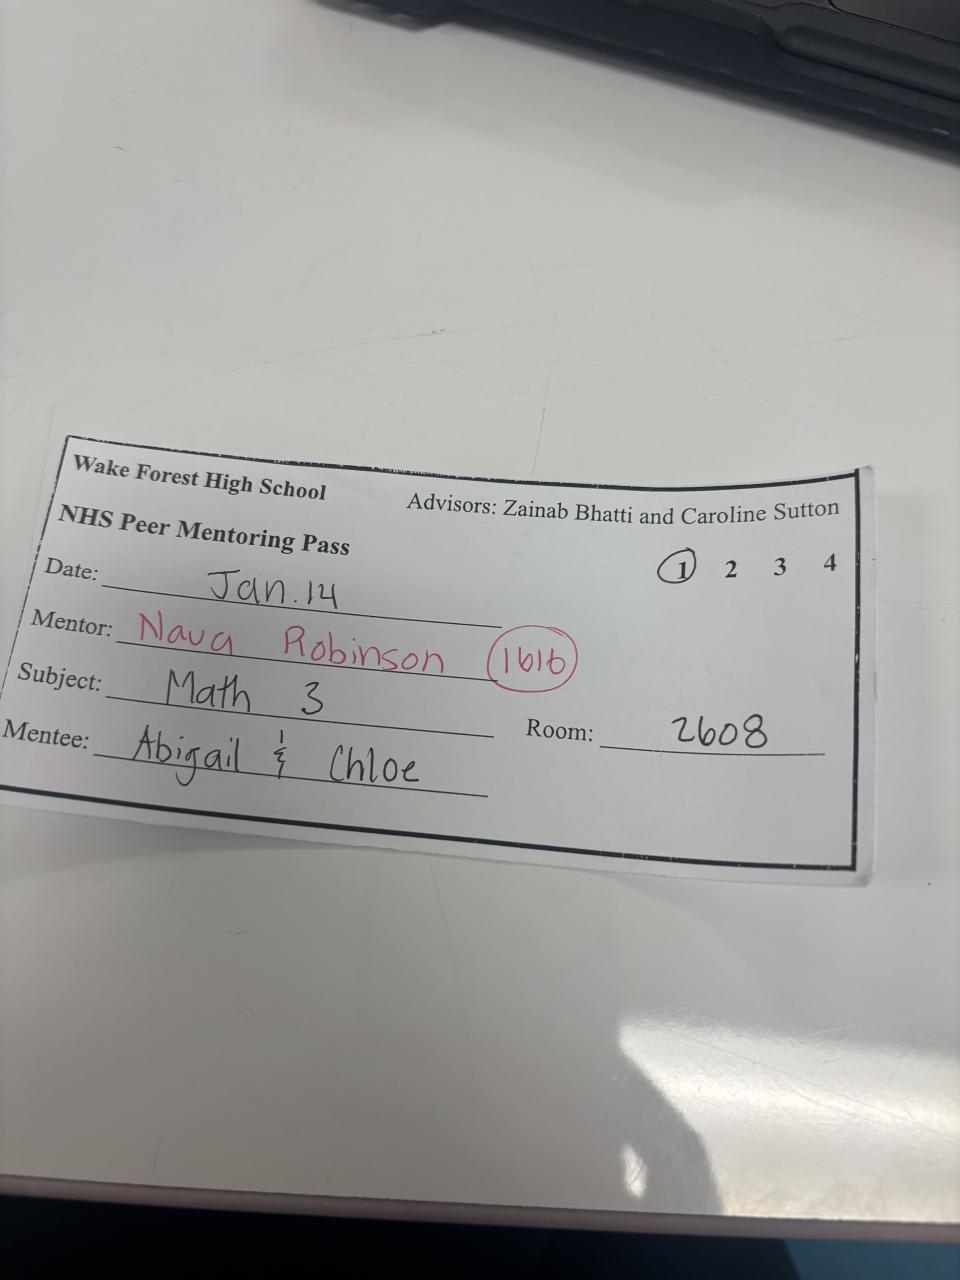 Wake Forest High School
Advisors: Zainab Bhatti and Caroline Sutton
NHS Peer Mentoring Pass
1 2 3 4
Date: Jan. 14
Mentor: Nava Robinson 1616
Subject: Math 3
Room: 2608
Mentee: Abigail & Chloe